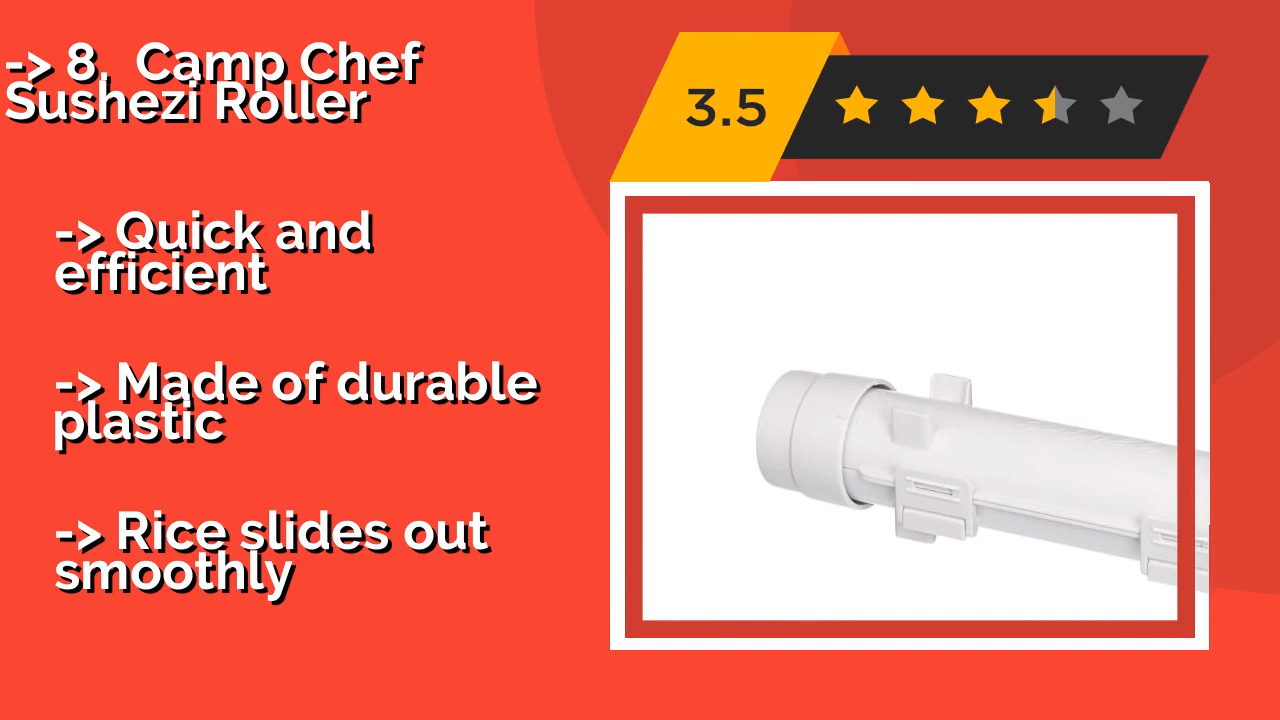 -> 8.  Camp Chef
Sushezi Roller
3.5
-> Quick and
efficient
-> Made of durable
plastic
-> Rice slides out
smoothly